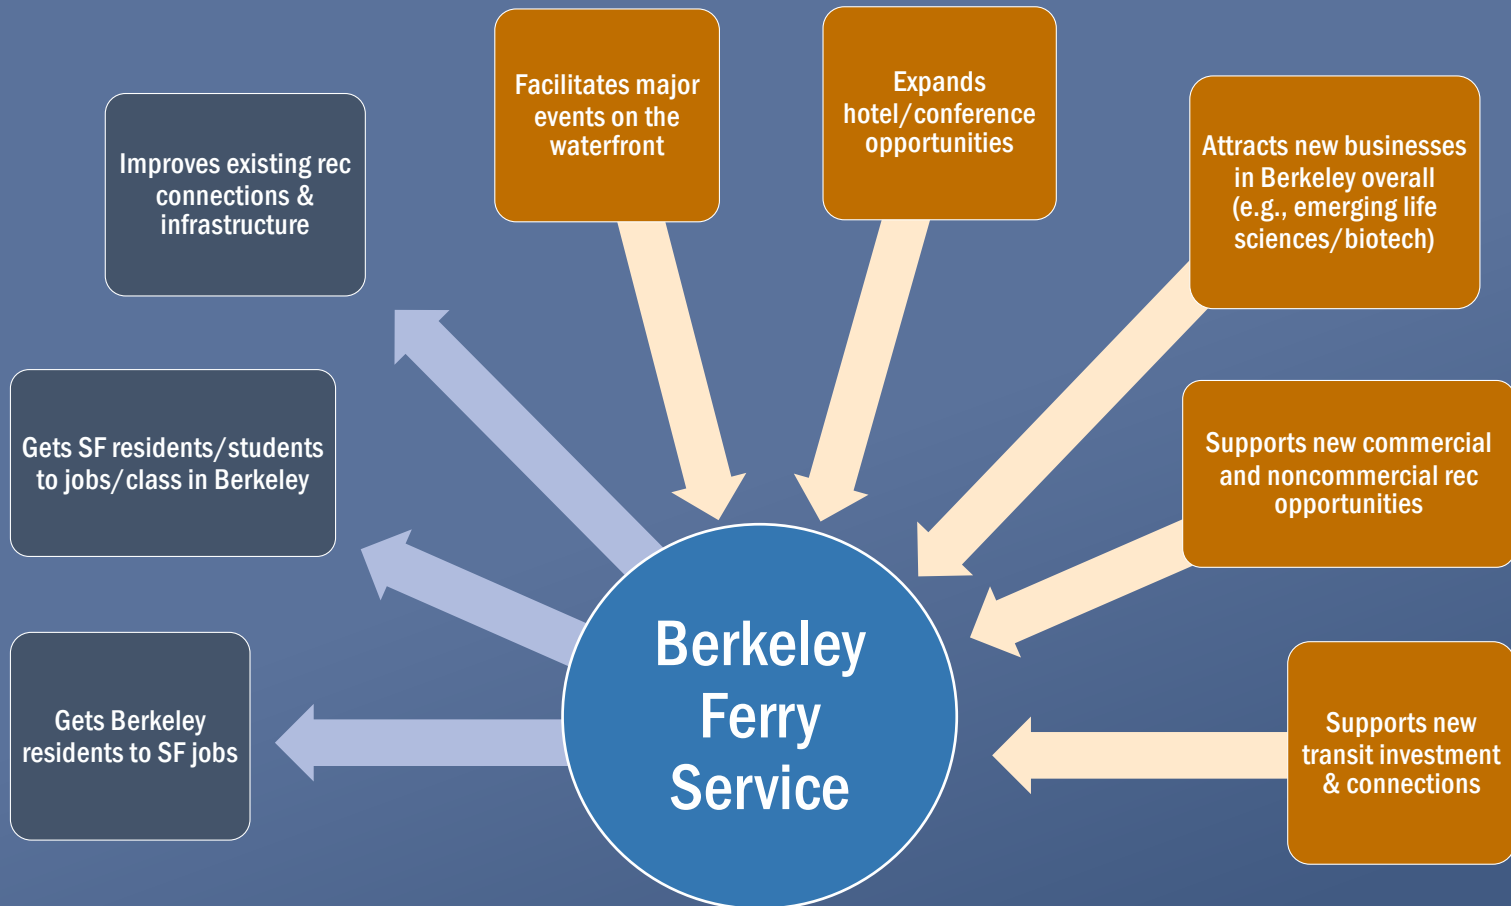 Facilitates major
events on the
waterfront
Expands
hotel/conference
opportunities
Improves existing rec
connections &
infrastructure
Attracts new businesses
in Berkeley overall
(e.g., emerging life
sciences/biotech)
Gets SF residents/students
to jobs/class in Berkeley
Supports new commercial
and noncommercial rec
opportunities
Gets Berkeley
residents to SF jobs
Berkeley
Ferry
Service
Supports new
transit investment
& connections